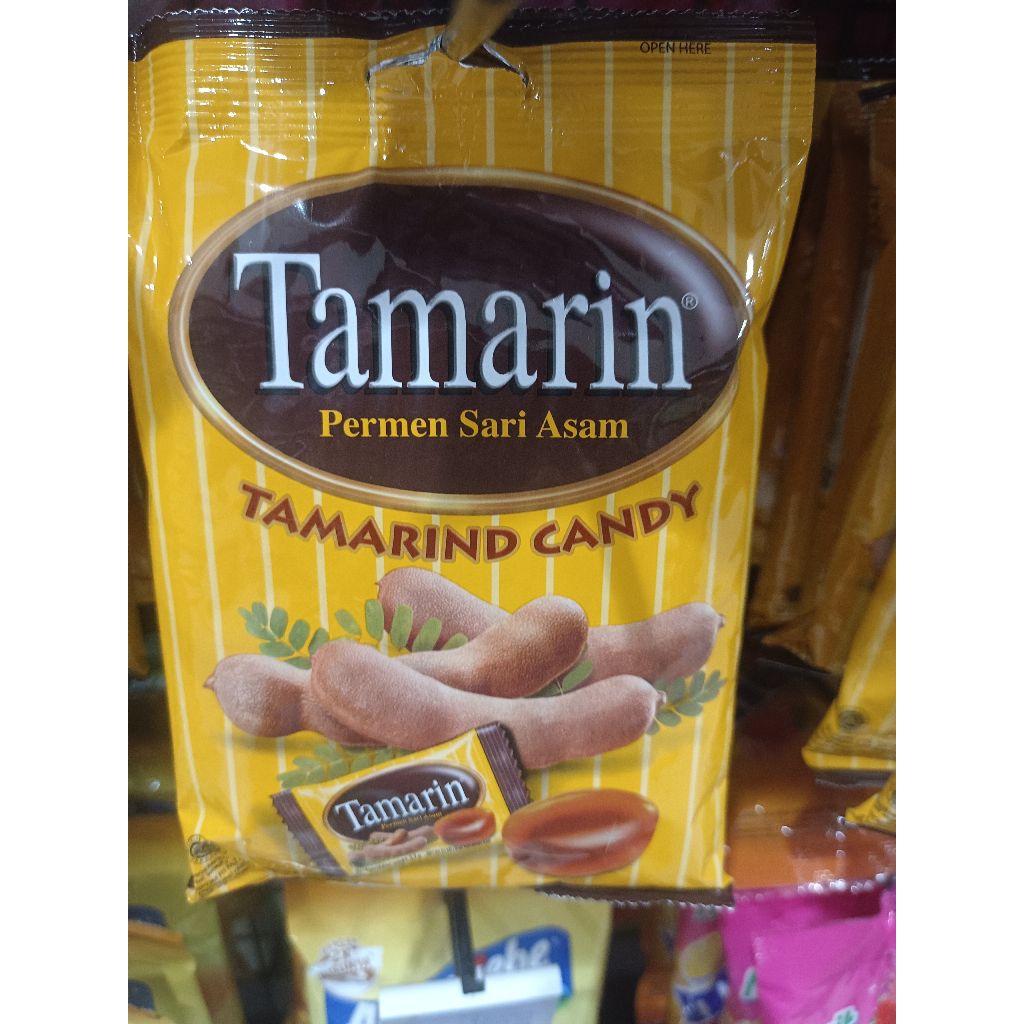 OPEN HERE
Tamarin®
Permen Sari Asam
TAMARIND CANDY
Tamarin
Permen Sari Asam